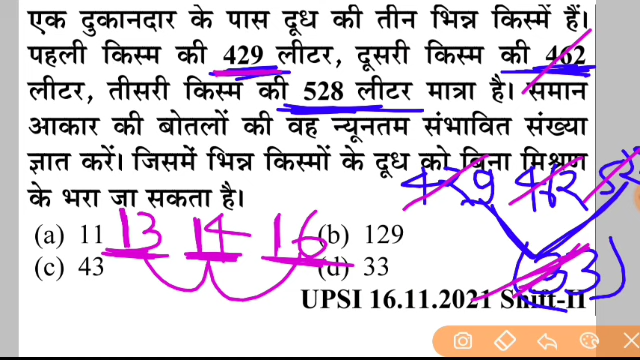 एक दुकानदार के पास दूध की तीन भिन्न किस्में हैं।
पहली किस्म की 429 लीटर, दूसरी किस्म की 462
लीटर, तीसरी किस्म की 528 लीटर मात्रा है। समान
आकार की बोतलों की वह न्यूनतम संभावित संख्या
ज्ञात करें। जिसमें भिन्न किस्मों के दूध को बिना मिश्रण
के भरा जा सकता है।
429 462
(a) 11 13 14 16 (b) 129
(c) 43 (d) 33 (33)
UPSI 16.11.2021 Shift-II